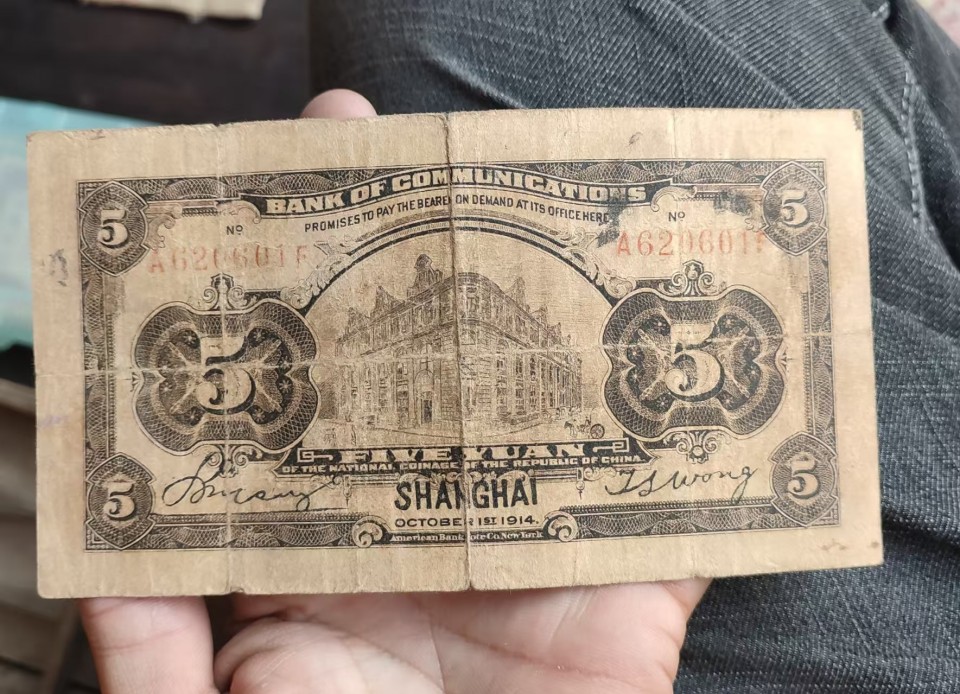 BANK OF COMMUNICATIONS
PROMISES TO PAY THE BEARER ON DEMAND AT ITS OFFICE HERE
Nº Nº
A620601F A620601F
5 5
5 5
FIVE YUAN
OF THE NATIONAL COINAGE OF THE REPUBLIC OF CHINA.
SHANGHAI
TSWong
5 5
OCTOBER 1ST 1914.
American Bank Note Co. New York.